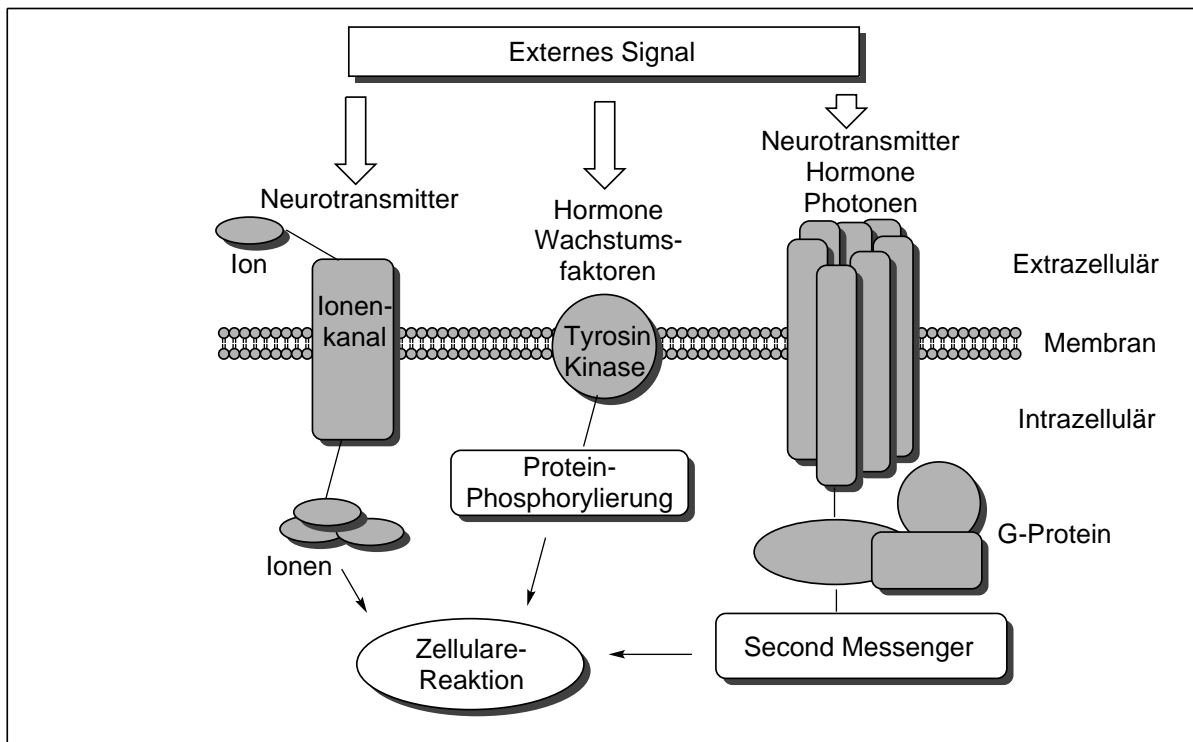 Externes Signal
Neurotransmitter
Ion
Ionen-
kanal
Ionen
Hormone
Wachstums-
faktoren
Tyrosin
Kinase
Protein-
Phosphorylierung
Neurotransmitter
Hormone
Photonen
Extrazellulär
Membran
Intrazellulär
G-Protein
Second Messenger
Zellulare-
Reaktion